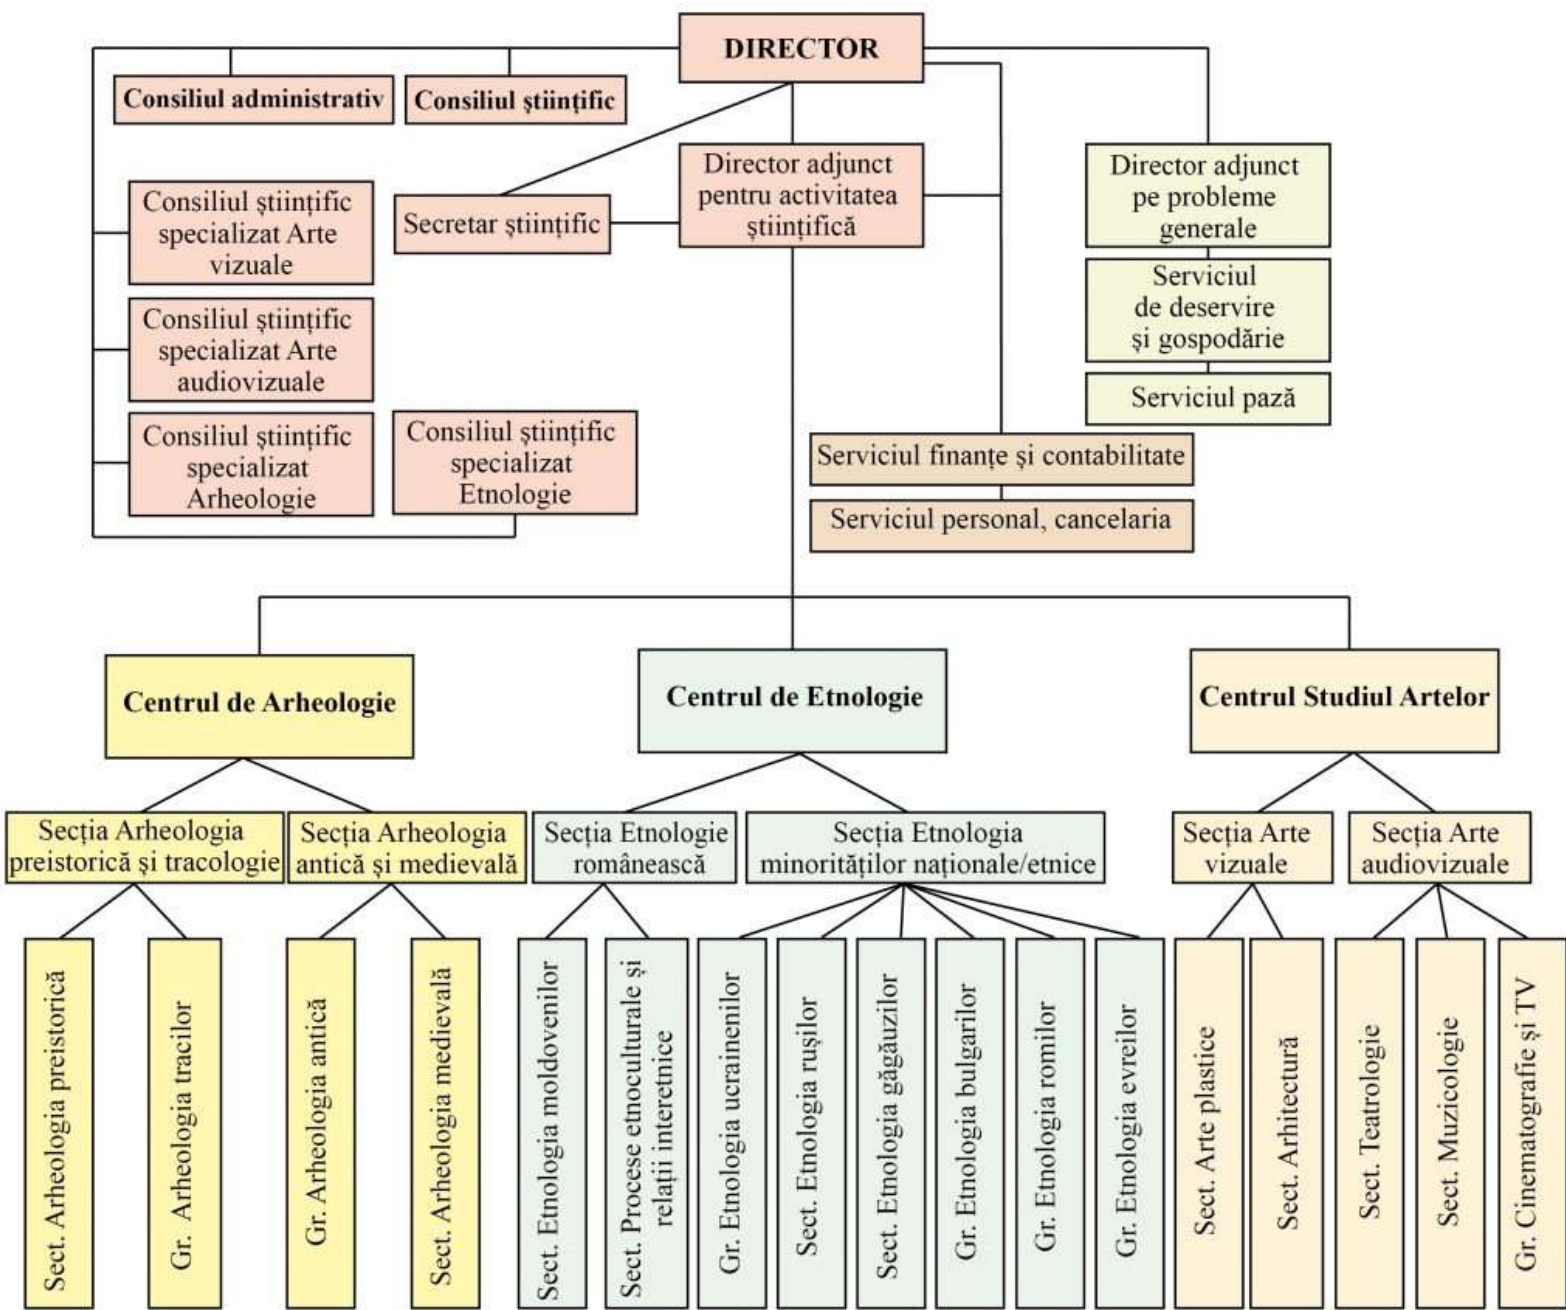 DIRECTOR
Consiliul administrativ
Consiliul științific
Director adjunct
pentru activitatea
științifică
Director adjunct
pe probleme
generale
Consiliul științific
specializat Arte
vizuale
Secretar științific
Serviciul
de deservire
și gospodărie
Consiliul științific
specializat Arte
audiovizuale
Serviciul pază
Consiliul științific
specializat
Arheologie
Consiliul științific
specializat
Etnologie
Serviciul finanțe și contabilitate
Serviciul personal, cancelaria
Centrul de Arheologie
Centrul de Etnologie
Centrul Studiul Artelor
Secția Arheologia
preistorică și tracologie
Secția Arheologia
antică și medievală
Secția Etnologie
românească
Secția Etnologia
minorităților naționale/etnice
Secția Arte
vizuale
Secția Arte
audiovizuale
Sect. Arheologia preistorică
Gr. Arheologia tracilor
Gr. Arheologia antică
Sect. Arheologia medievală
Sect. Etnologia moldovenilor
Sect. Procese etnoculturale și
relații interetnice
Gr. Etnologia ucrainenilor
Sect. Etnologia rușilor
Sect. Etnologia găgăuzilor
Gr. Etnologia bulgarilor
Gr. Etnologia romilor
Gr. Etnologia evreilor
Sect. Arte plastice
Sect. Arhitectură
Sect. Teatrologie
Sect. Muzicologie
Gr. Cinematografie și TV